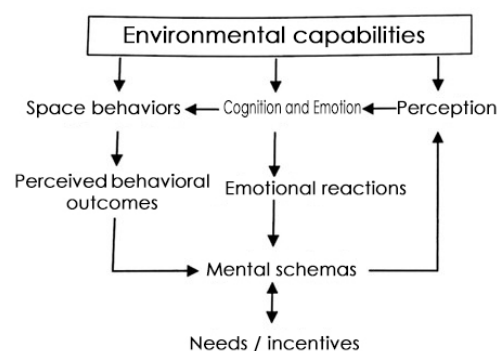 Environmental capabilities
Space behaviors
Cognition and Emotion
Perception
Perceived behavioral
outcomes
Emotional reactions
Mental schemas
Needs / incentives